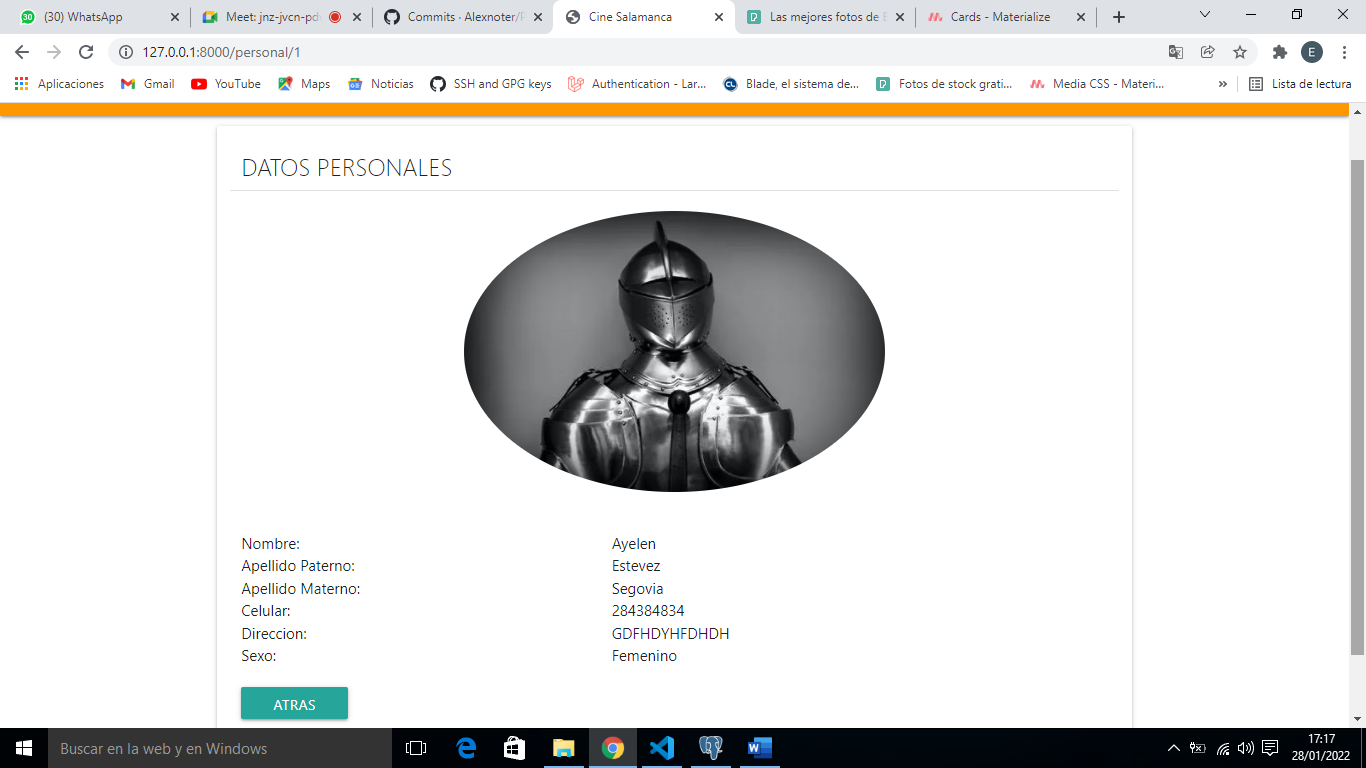 30 (30) WhatsApp
Meet: jnz-jvcn-pd
Commits · Alexnoter/P
Cine Salamanca
Las mejores fotos de E
Cards - Materialize
127.0.0.1:8000/personal/1
E
Aplicaciones
Gmail
YouTube
Maps
Noticias
SSH and GPG keys
Authentication - Lar...
CL Blade, el sistema de...
Fotos de stock grati...
Media CSS - Materi...
»
Lista de lectura
DATOS PERSONALES
Nombre: Ayelen
Apellido Paterno: Estevez
Apellido Materno: Segovia
Celular: 284384834
Direccion: GDFHDYHFDHDH
Sexo: Femenino
ATRAS
Buscar en la web y en Windows
17:17
28/01/2022